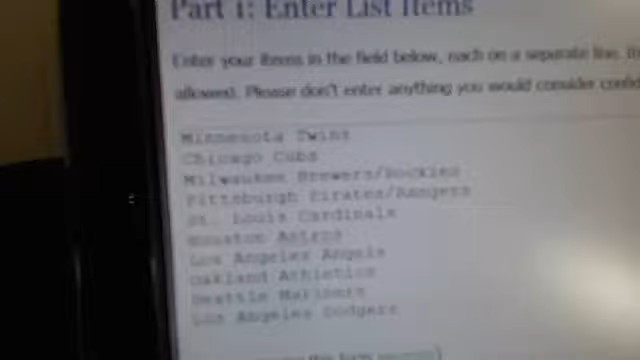 Part 1: Enter List Items
Enter your items in the field below, each on a separate line.
allowed. Please don't enter anything you would consider
Minnesota Twins
Chicago Cubs
Milwaukee Brewers/Rockies
Pittsburgh Pirates/Rangers
St. Louis Cardinals
Houston Astros
Los Angeles Angels
Oakland Athletics
Seattle Mariners
Los Angeles Dodgers
this form